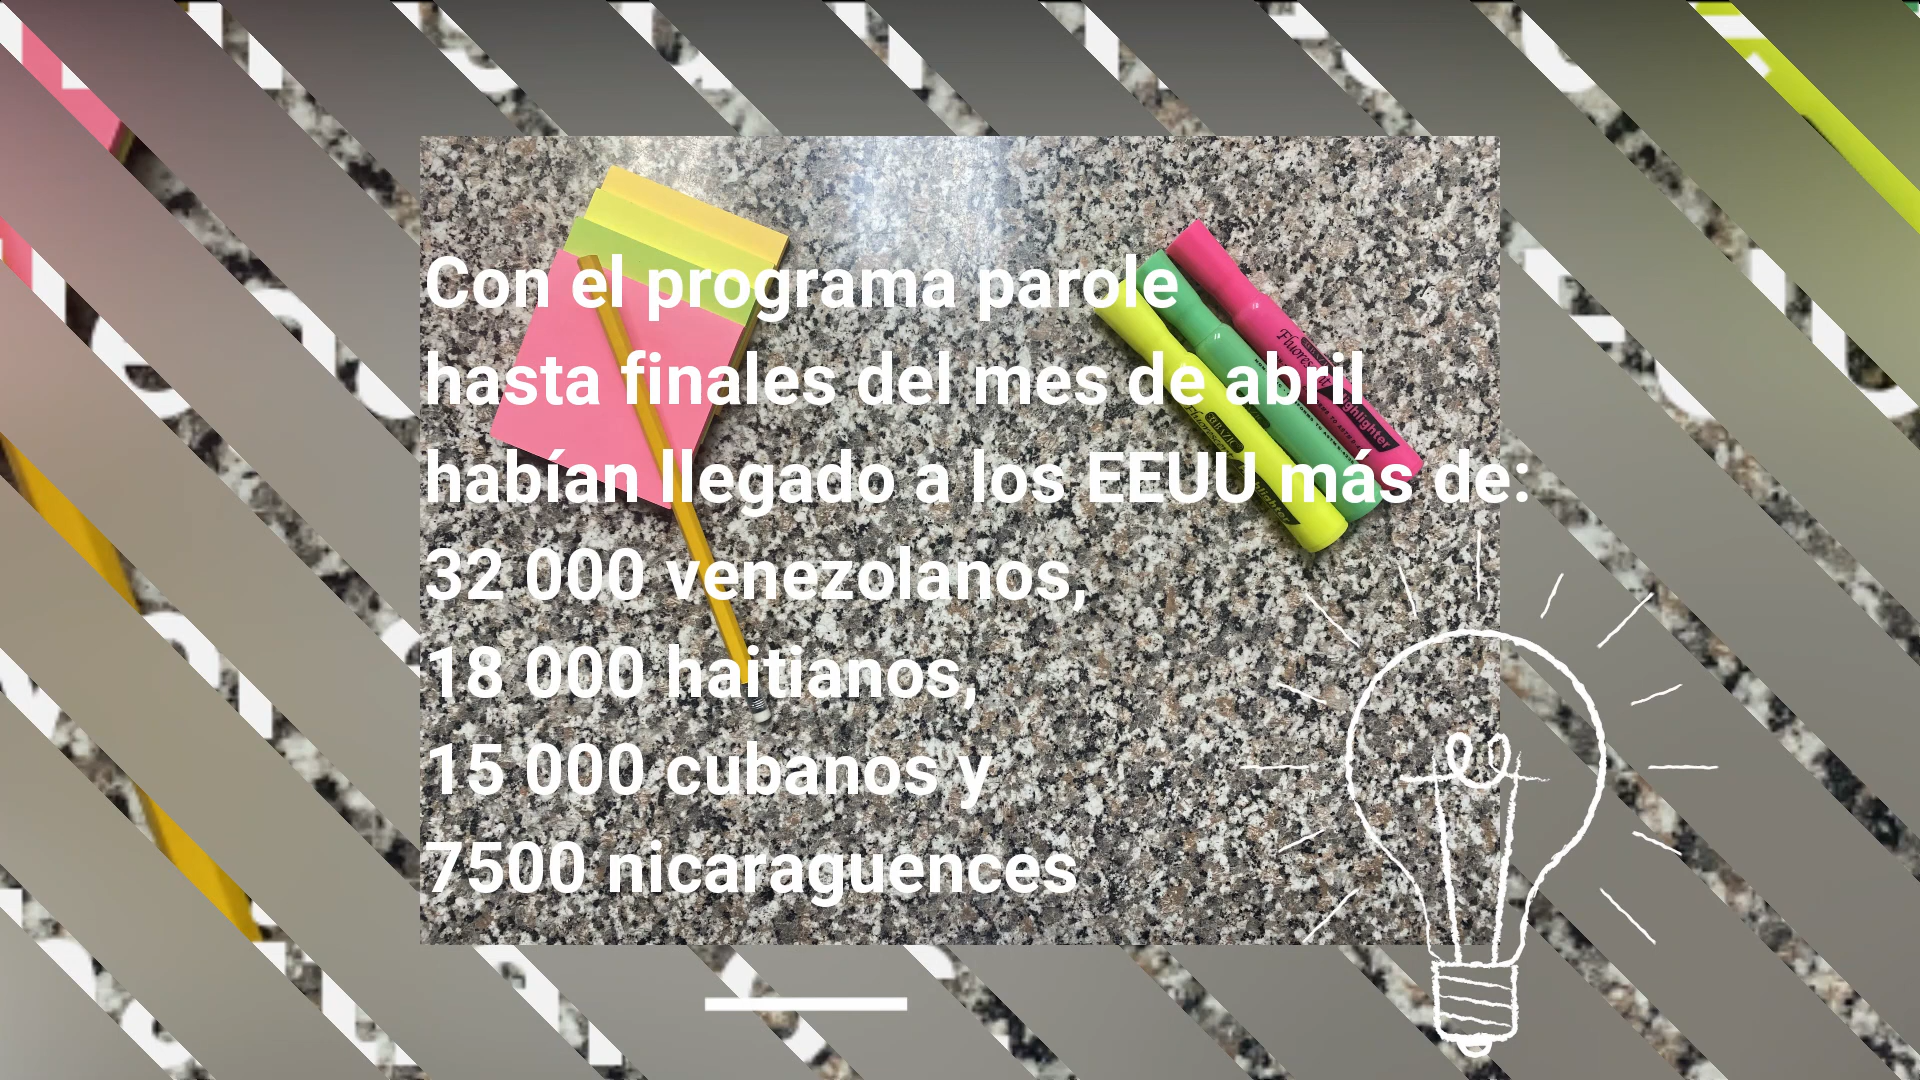 Con el programa parole
hasta finales del mes de abril
habían llegado a los EEUU más de:
32 000 venezolanos,
18 000 haitianos,
15 000 cubanos y
7500 nicaraguences